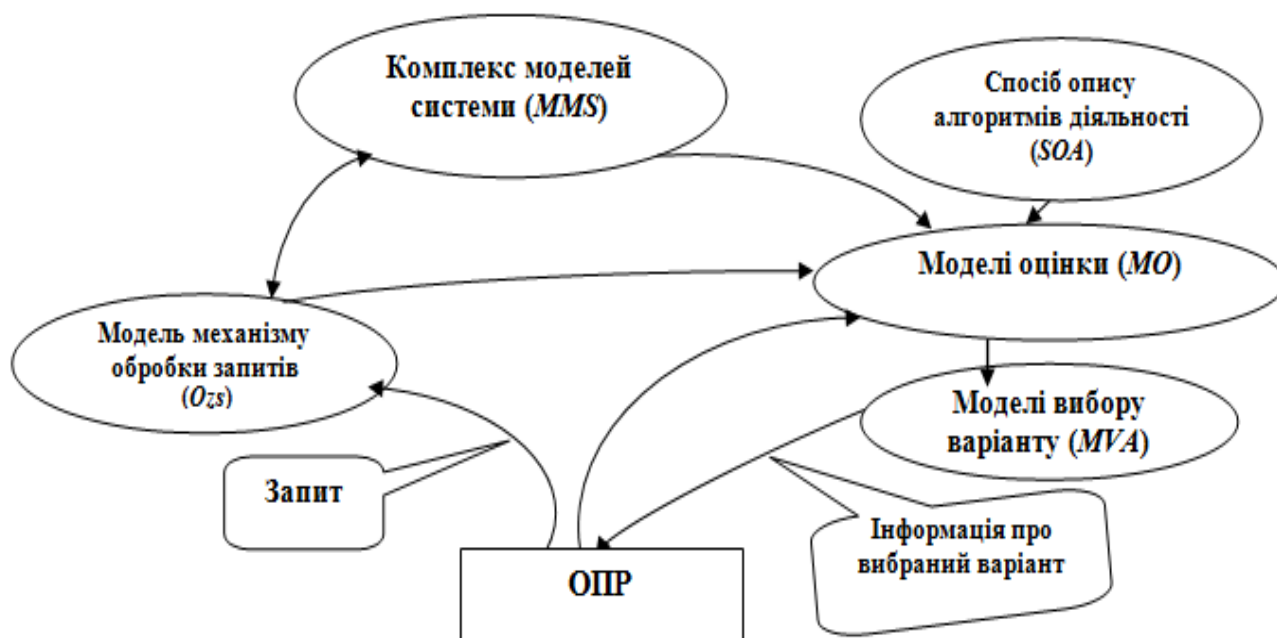 Комплекс моделей
системи (MMS)
Спосіб опису
алгоритмів діяльності
(SOA)
Моделі оцінки (MO)
Модель механізму
обробки запитів
(Ozs)
Моделі вибору
варіанту (MVA)
Запит
Інформація про
вибраний варіант
ОПР